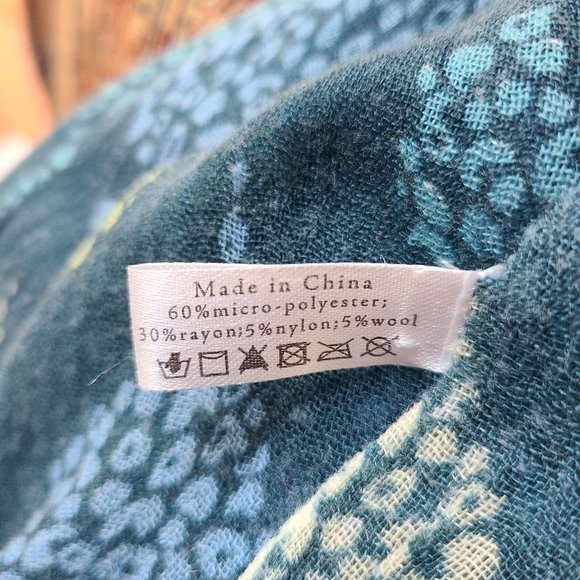 Made in China
60%micro-polyester;
30%rayon;5%nylon;5%wool